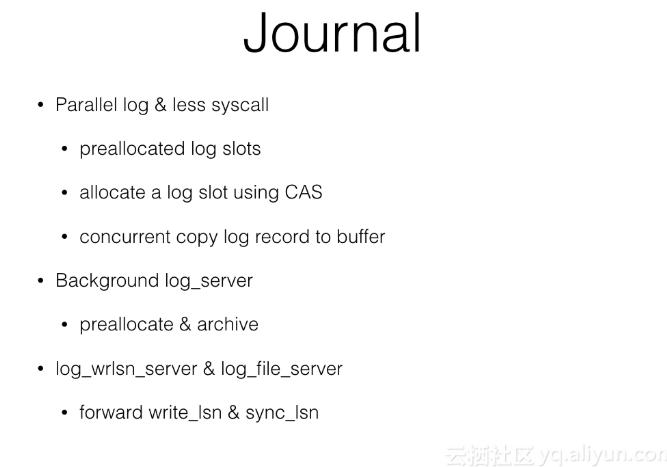 Journal
• Parallel log & less syscall
• preallocated log slots
• allocate a log slot using CAS
• concurrent copy log record to buffer
• Background log_server
• preallocate & archive
• log_wrlsn_server & log_file_server
• forward write_lsn & sync_lsn
云栖社区 yq.aliyun.com